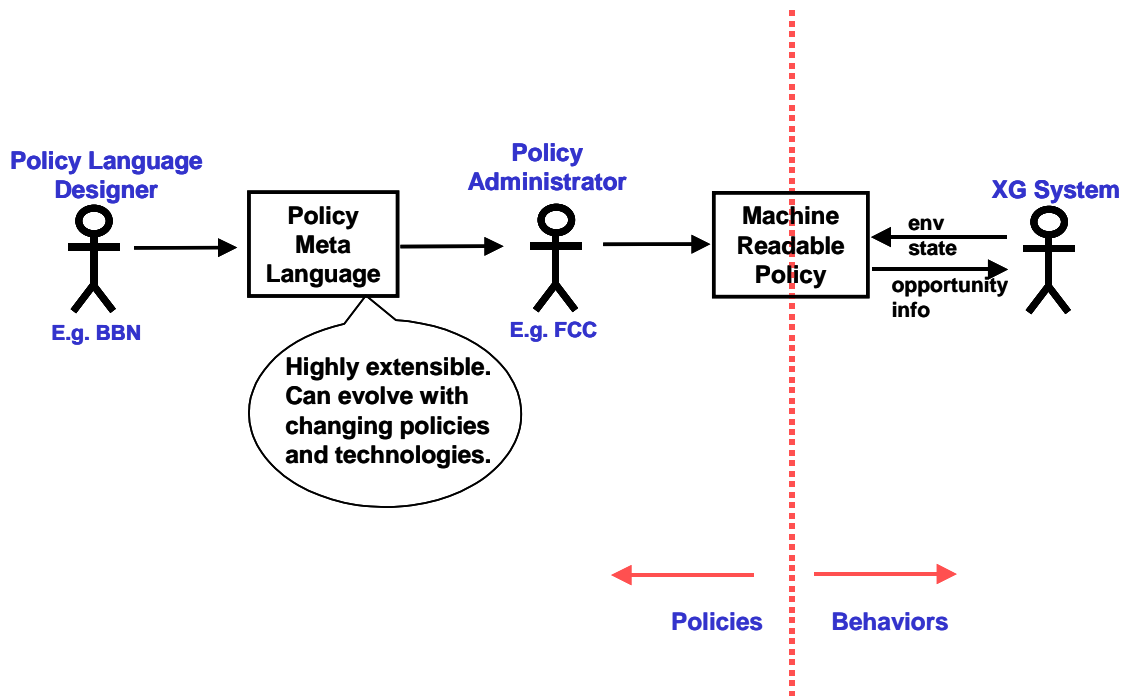 Policy Language
Designer
E.g. BBN
Policy
Meta
Language
Highly extensible.
Can evolve with
changing policies
and technologies.
Policy
Administrator
E.g. FCC
Machine
Readable
Policy
env
state
opportunity
info
XG System
Policies
Behaviors